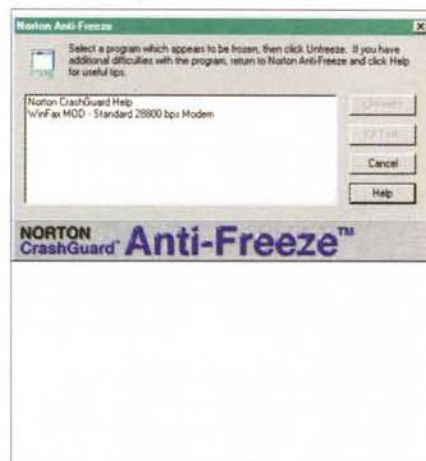 Norton Anti-Freeze
Select a program which appears to be frozen, then click Unfreeze. If you have
additional difficulties with the program, return to Norton Anti-Freeze and click Help
for useful tips.
Norton CrashGuard Help
WinFax MOD - Standard 28800 bps Modem
Unfreeze
Cancel
Help
NORTON
CrashGuard™ Anti-Freeze™